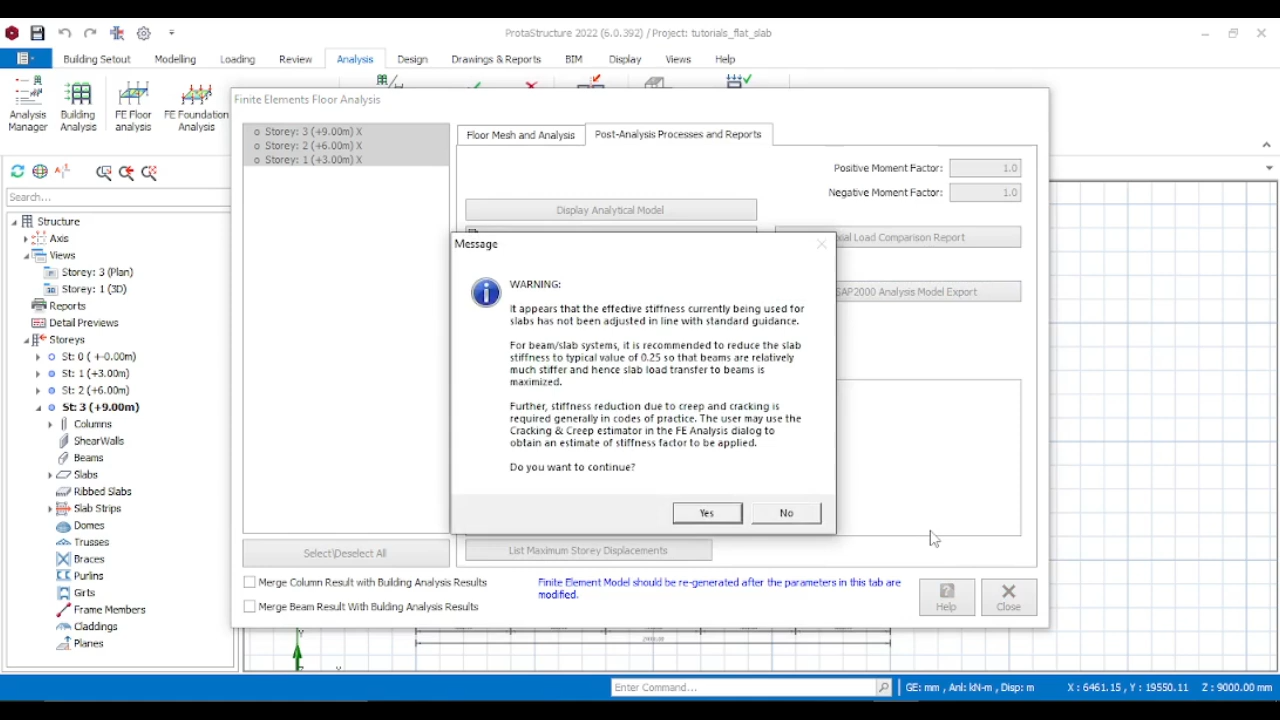 ProtaStructure 2022 (6.0.392) / Project: tutorials_flat_slab
Building Setout
Modelling
Loading
Review
Analysis
Design
Drawings & Reports
BIM
Display
Views
Help
Analysis Manager
Building Analysis
FE Floor analysis
FE Foundation Analysis
Search...
Structure
Axis
Views
Storey: 3 (Plan)
Storey: 1 (3D)
Reports
Detail Previews
Storeys
St: 0 ( +-0.00m)
St: 1 (+3.00m)
St: 2 (+6.00m)
St: 3 (+9.00m)
Columns
ShearWalls
Beams
Slabs
Ribbed Slabs
Slab Strips
Domes
Trusses
Braces
Purlins
Girts
Frame Members
Claddings
Planes
Finite Elements Floor Analysis
o Storey: 3 (+9.00m) X
o Storey: 2 (+6.00m) X
o Storey: 1 (+3.00m) X
Select\Deselect All
Merge Column Result with Building Analysis Results
Merge Beam Result With Bulding Analysis Results
Floor Mesh and Analysis
Post-Analysis Processes and Reports
Positive Moment Factor:
1.0
Negative Moment Factor:
1.0
Display Analytical Model
Load Comparison Report
SAP2000 Analysis Model Export
Message
WARNING:
It appears that the effective stiffness currently being used for
slabs has not been adjusted in line with standard guidance.
For beam/slab systems, it is recommended to reduce the slab
stiffness to typical value of 0.25 so that beams are relatively
much stiffer and hence slab load transfer to beams is
maximized.
Further, stiffness reduction due to creep and cracking is
required generally in codes of practice. The user may use the
Cracking & Creep estimator in the FE Analysis dialog to
obtain an estimate of stiffness factor to be applied.
Do you want to continue?
Yes
No
List Maximum Storey Displacements
Finite Element Model should be re-generated after the parameters in this tab are
modified.
Help
Close
Y
Enter Command...
GE: mm , Anl: kN-m , Disp: m
X : 6461.15 , Y : 19550.11
Z : 9000.00 mm